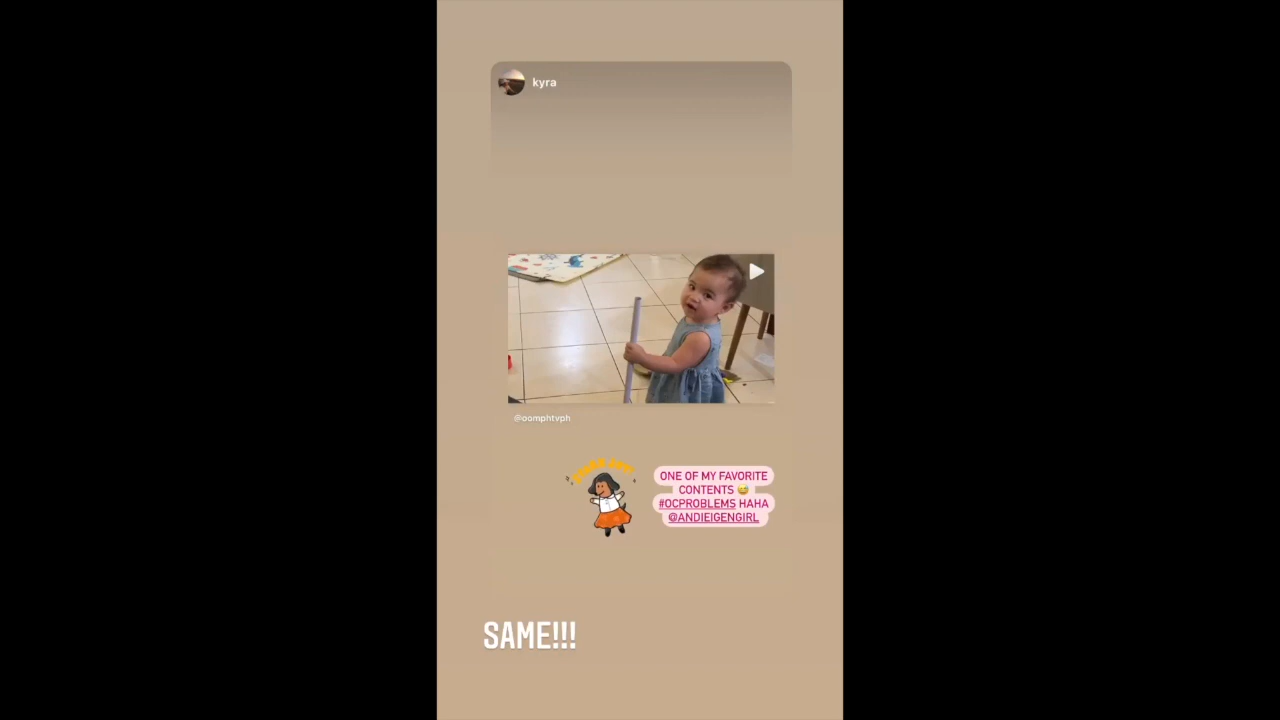 kyra
@oomphtvph
ONE OF MY FAVORITE
CONTENTS 😅
#OCPROBLEMS HAHA
@ANDIEIGENGIRL
SAME!!!